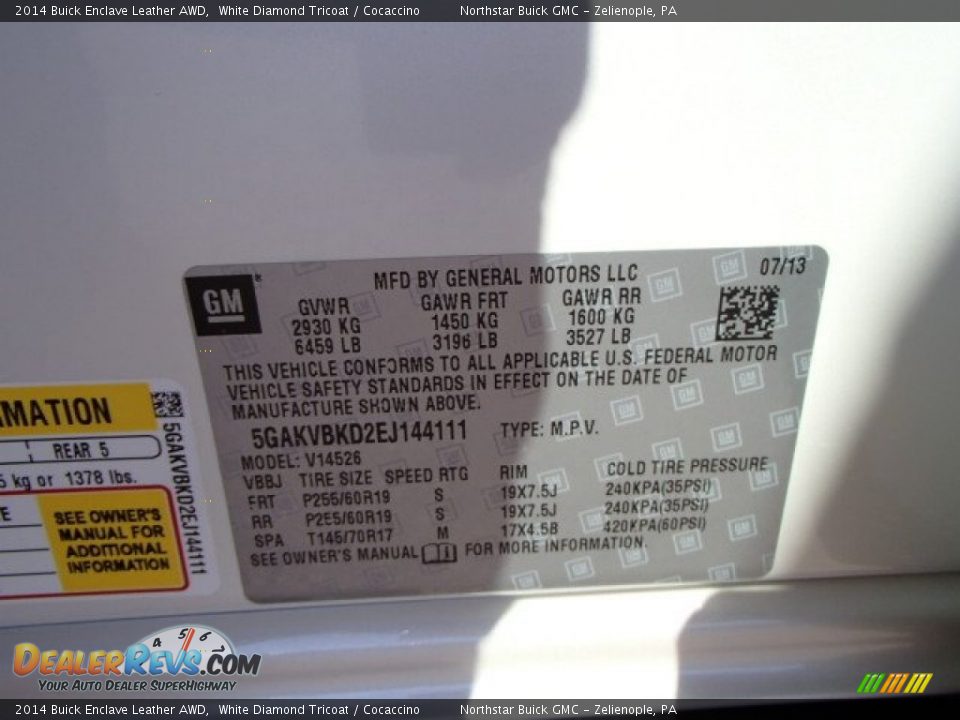 2014 Buick Enclave Leather AWD, White Diamond Tricoat / Cocaccino Northstar Buick GMC - Zelienople, PA
GM
MFD BY GENERAL MOTORS LLC 07/13
GVWR GAWR FRT GAWR RR
2930 KG 1450 KG 1600 KG
6459 LB 3196 LB 3527 LB
THIS VEHICLE CONFORMS TO ALL APPLICABLE U.S. FEDERAL MOTOR
VEHICLE SAFETY STANDARDS IN EFFECT ON THE DATE OF
MANUFACTURE SHOWN ABOVE.
5GAKVBKD2EJ144111 TYPE: M.P.V.
MODEL: V14526
VBBJ TIRE SIZE SPEED RTG RIM COLD TIRE PRESSURE
FRT P255/60R19 S 19X7.5J 240KPA(35PSI)
RR P2E5/60R19 S 19X7.5J 240KPA(35PSI)
SPA T145/70R17 M 17X4.5B 420KPA(60PSI)
SEE OWNER'S MANUAL FOR MORE INFORMATION.
MATION
REAR 5
kg or 1378 lbs.
SEE OWNER'S
MANUAL FOR
ADDITIONAL
INFORMATION
5GAKVBKD2EJ144111
4 5 6
DEALERREVS.COM
YOUR AUTO DEALER SUPERHIGHWAY
2014 Buick Enclave Leather AWD, White Diamond Tricoat / Cocaccino Northstar Buick GMC - Zelienople, PA